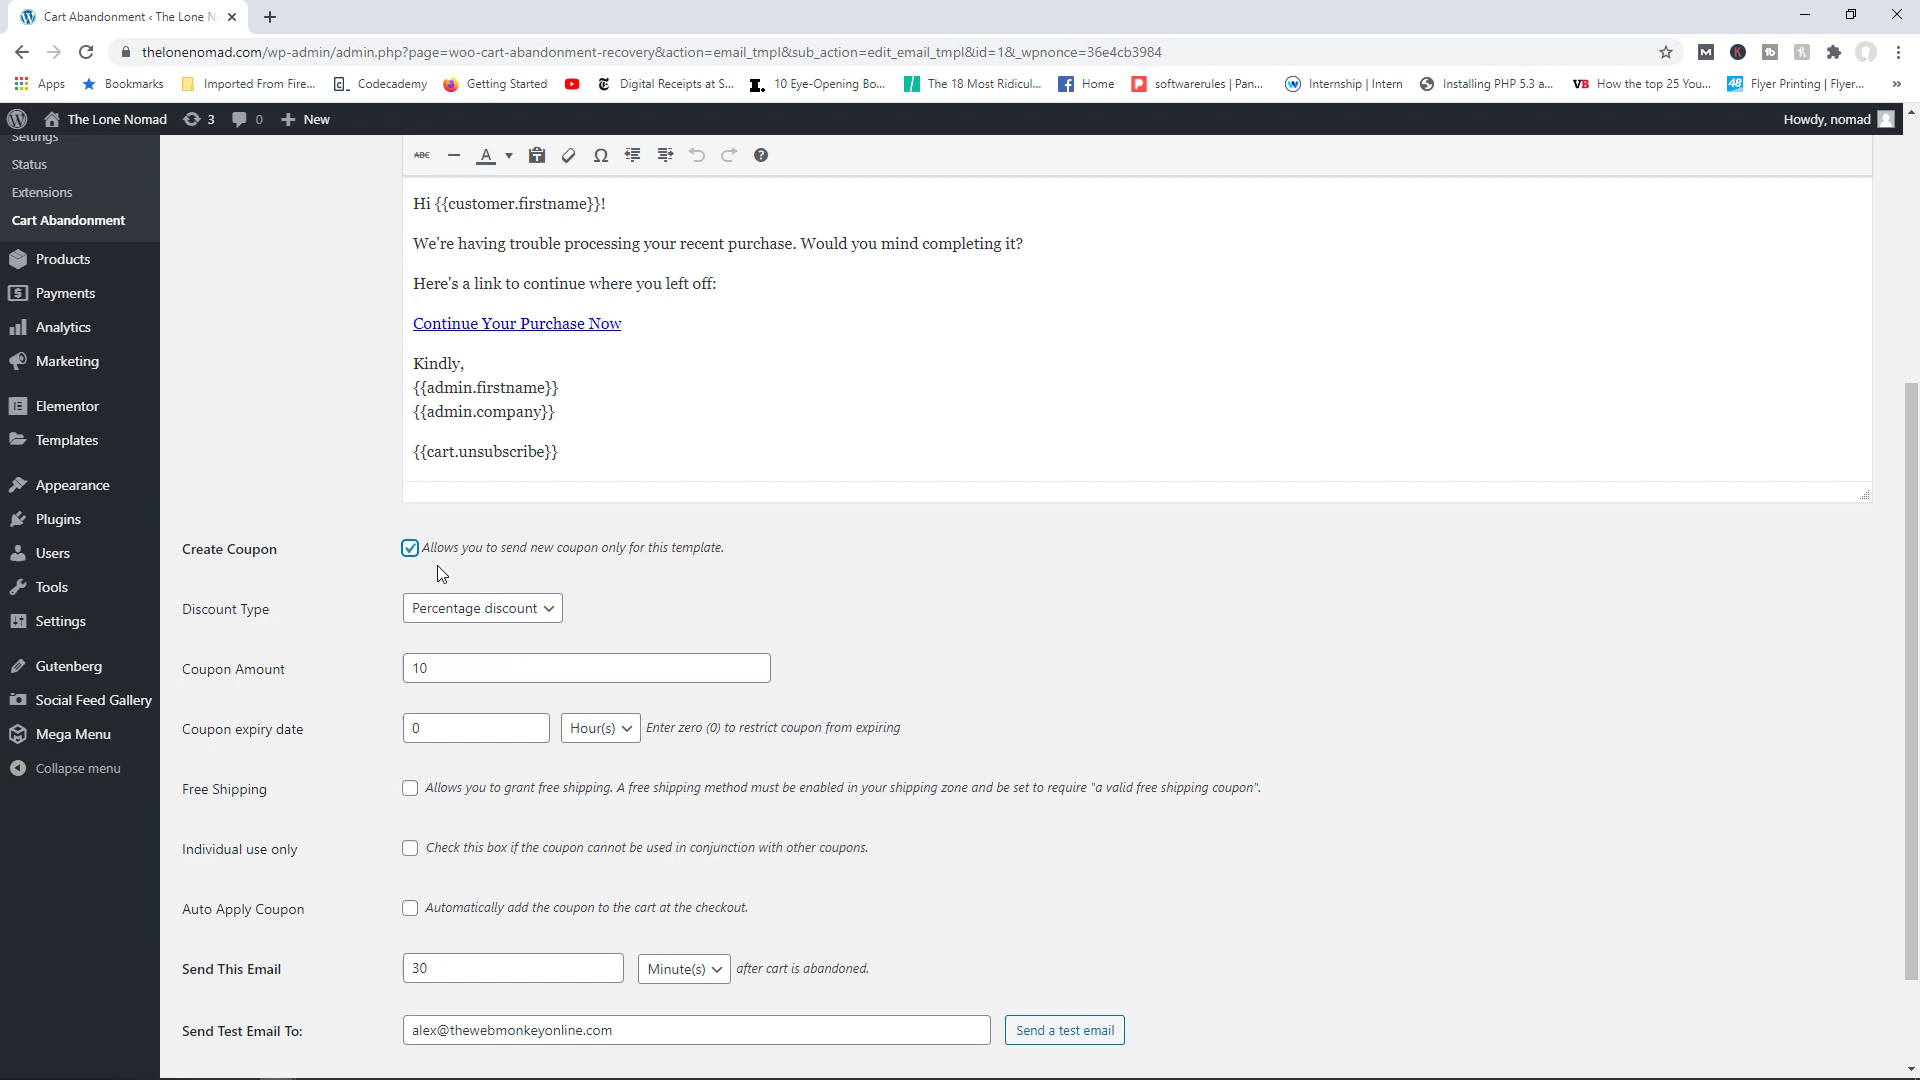 Cart Abandonment ‹ The Lone N
thelonenomad.com/wp-admin/admin.php?page=woo-cart-abandonment-recovery&action=email_tmpl&sub_action=edit_email_tmpl&id=1&_wpnonce=36e4cb3984
Apps Bookmarks Imported From Fire... Codecademy Getting Started Digital Receipts at S... 10 Eye-Opening Bo... The 18 Most Ridicul... Home softwarerules | Pan... Internship | Intern Installing PHP 5.3 a... VB How the top 25 You... Flyer Printing | Flyer... »
The Lone Nomad 3 0 + New Howdy, nomad
Settings
Status
Extensions
Cart Abandonment
Products
Payments
Analytics
Marketing
Elementor
Templates
Appearance
Plugins
Users
Tools
Settings
Gutenberg
Social Feed Gallery
Mega Menu
Collapse menu
ABC A Ω
Hi {{customer.firstname}}!
We're having trouble processing your recent purchase. Would you mind completing it?
Here's a link to continue where you left off:
Continue Your Purchase Now
Kindly,
{{admin.firstname}}
{{admin.company}}
{{cart.unsubscribe}}
Create Coupon Allows you to send new coupon only for this template.
Discount Type Percentage discount
Coupon Amount 10
Coupon expiry date 0 Hour(s) Enter zero (0) to restrict coupon from expiring
Free Shipping Allows you to grant free shipping. A free shipping method must be enabled in your shipping zone and be set to require "a valid free shipping coupon".
Individual use only Check this box if the coupon cannot be used in conjunction with other coupons.
Auto Apply Coupon Automatically add the coupon to the cart at the checkout.
Send This Email 30 Minute(s) after cart is abandoned.
Send Test Email To: alex@thewebmonkeyonline.com Send a test email